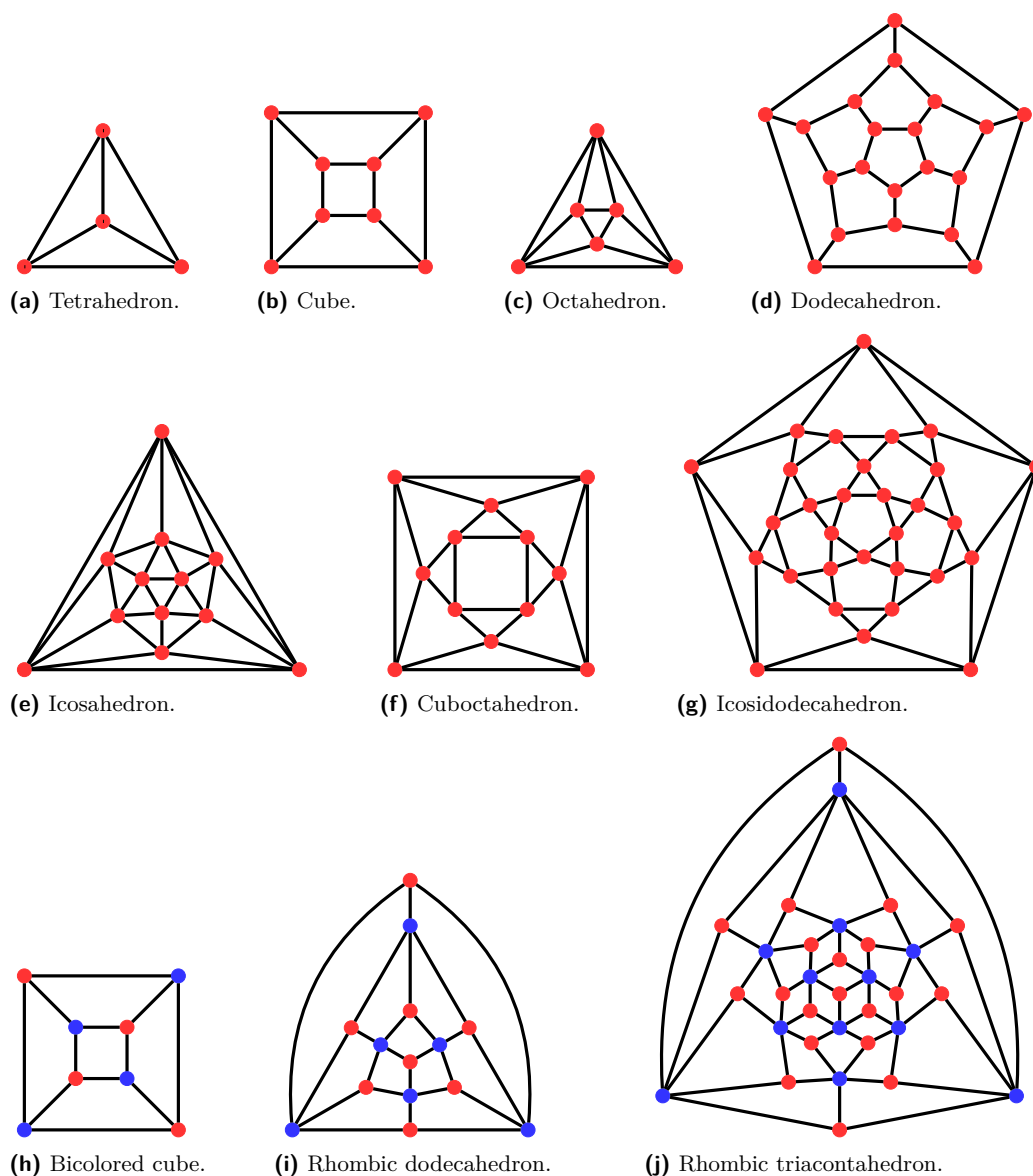 (a) Tetrahedron.
(b) Cube.
(c) Octahedron.
(d) Dodecahedron.
(e) Icosahedron.
(f) Cuboctahedron.
(g) Icosidodecahedron.
(h) Bicolored cube.
(i) Rhombic dodecahedron.
(j) Rhombic triacontahedron.